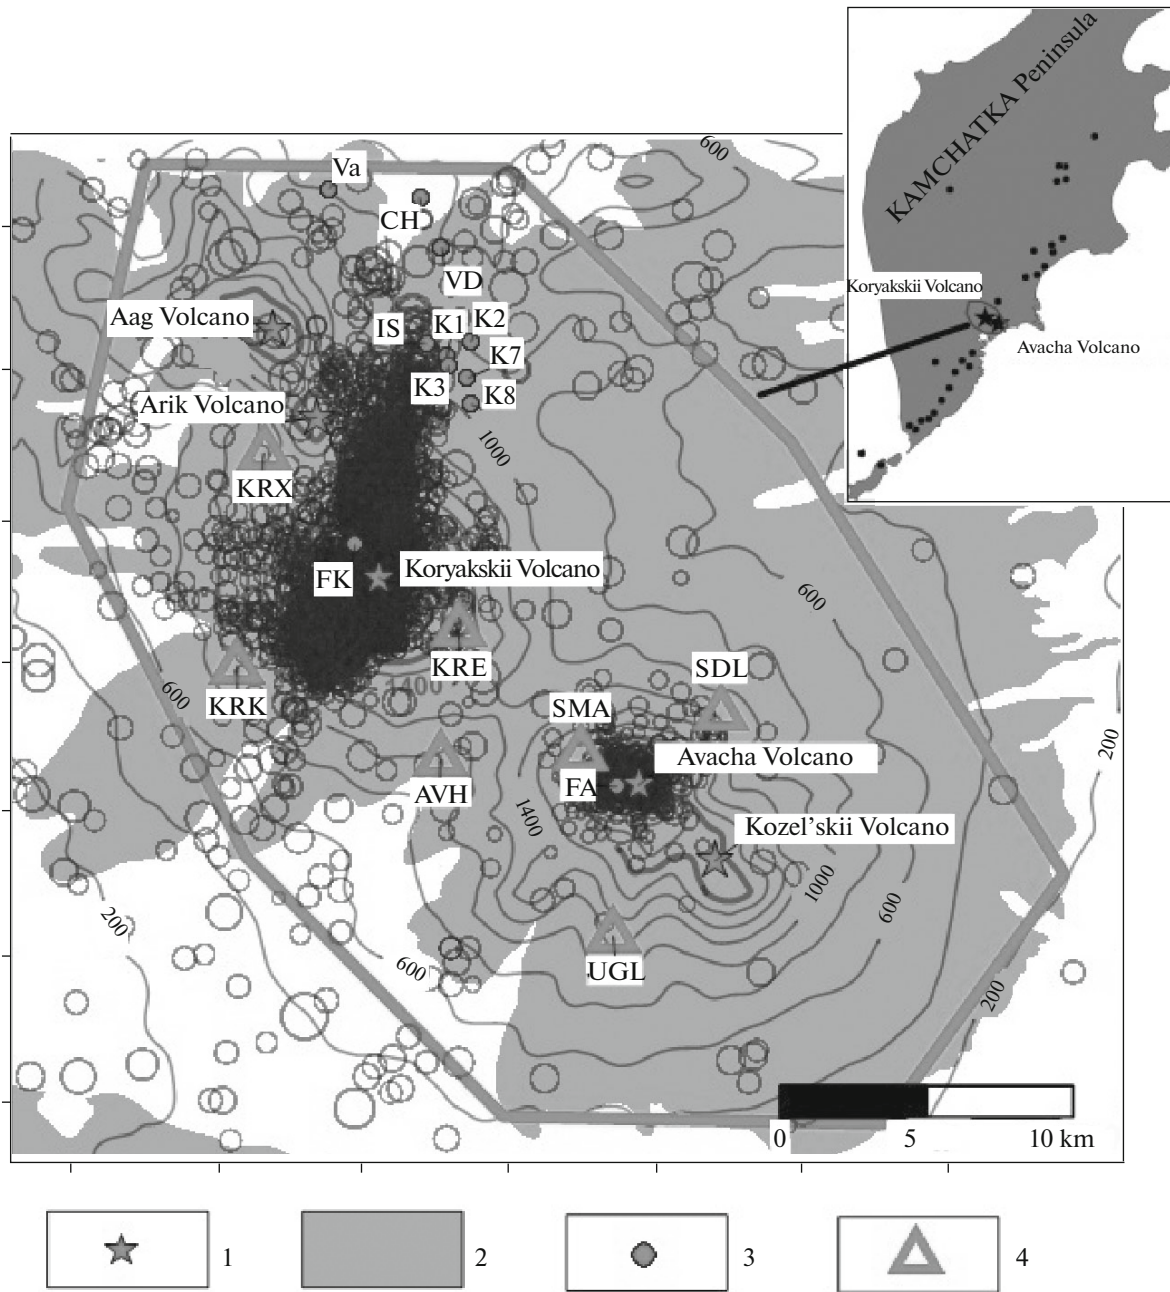 KAMCHATKA Peninsula
Koryakskii Volcano
Avacha Volcano
600
Va
CH
VD
Aag Volcano
IS
K1
K2
K7
K3
K8
Arik Volcano
1000
KRX
FK
Koryakskii Volcano
600
KRE
SDL
KRK
600
1400
SMA
200
Avacha Volcano
AVH
FA
1400
Kozel'skii Volcano
1000
600
200
UGL
600
200
0
5
10 km
1
2
3
4